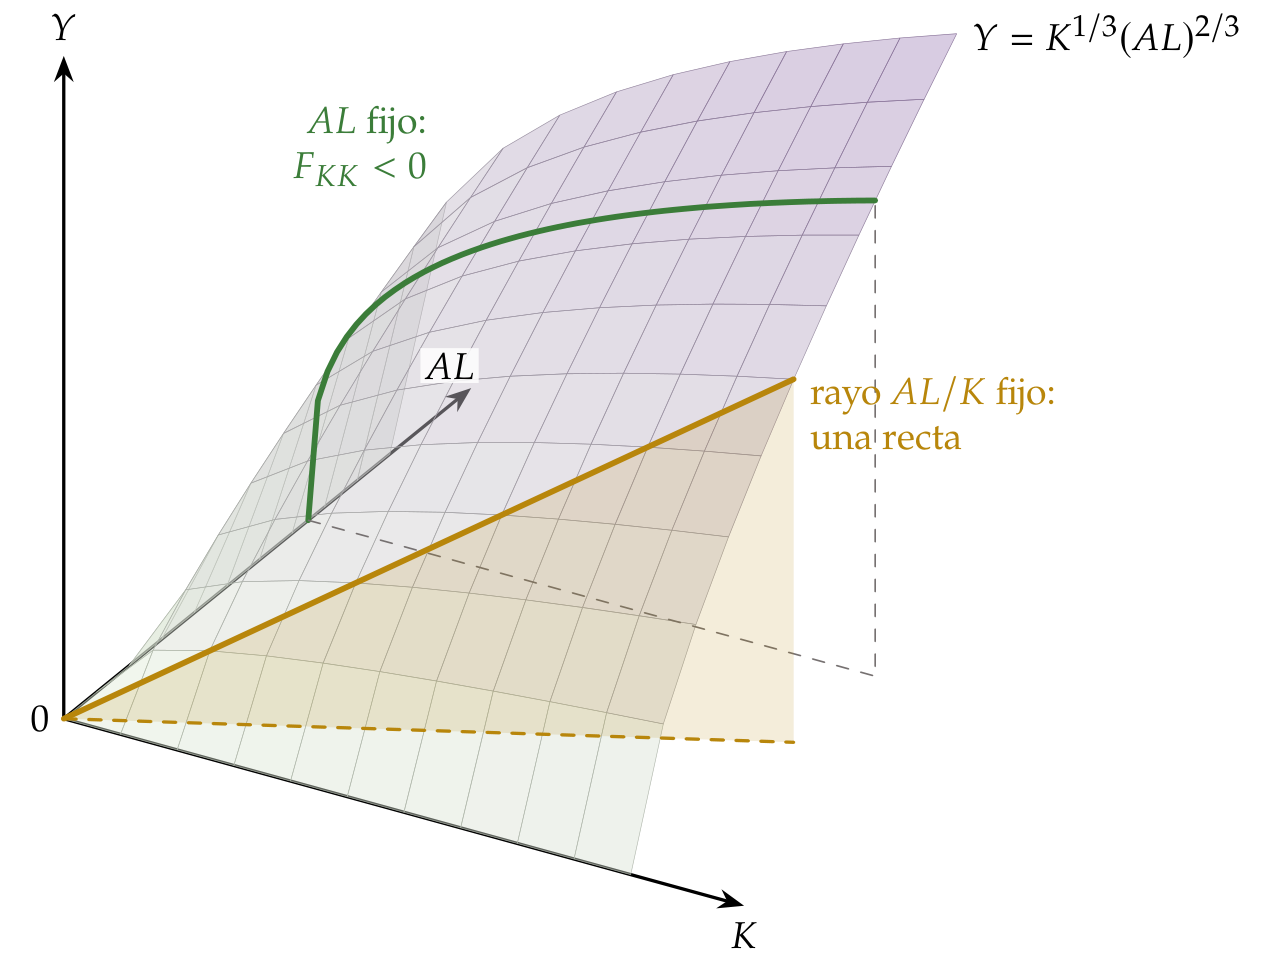 Y
Y = K^{1/3}(AL)^{2/3}
AL fijo:
F_{KK} < 0
AL
rayo AL/K fijo:
una recta
0
K